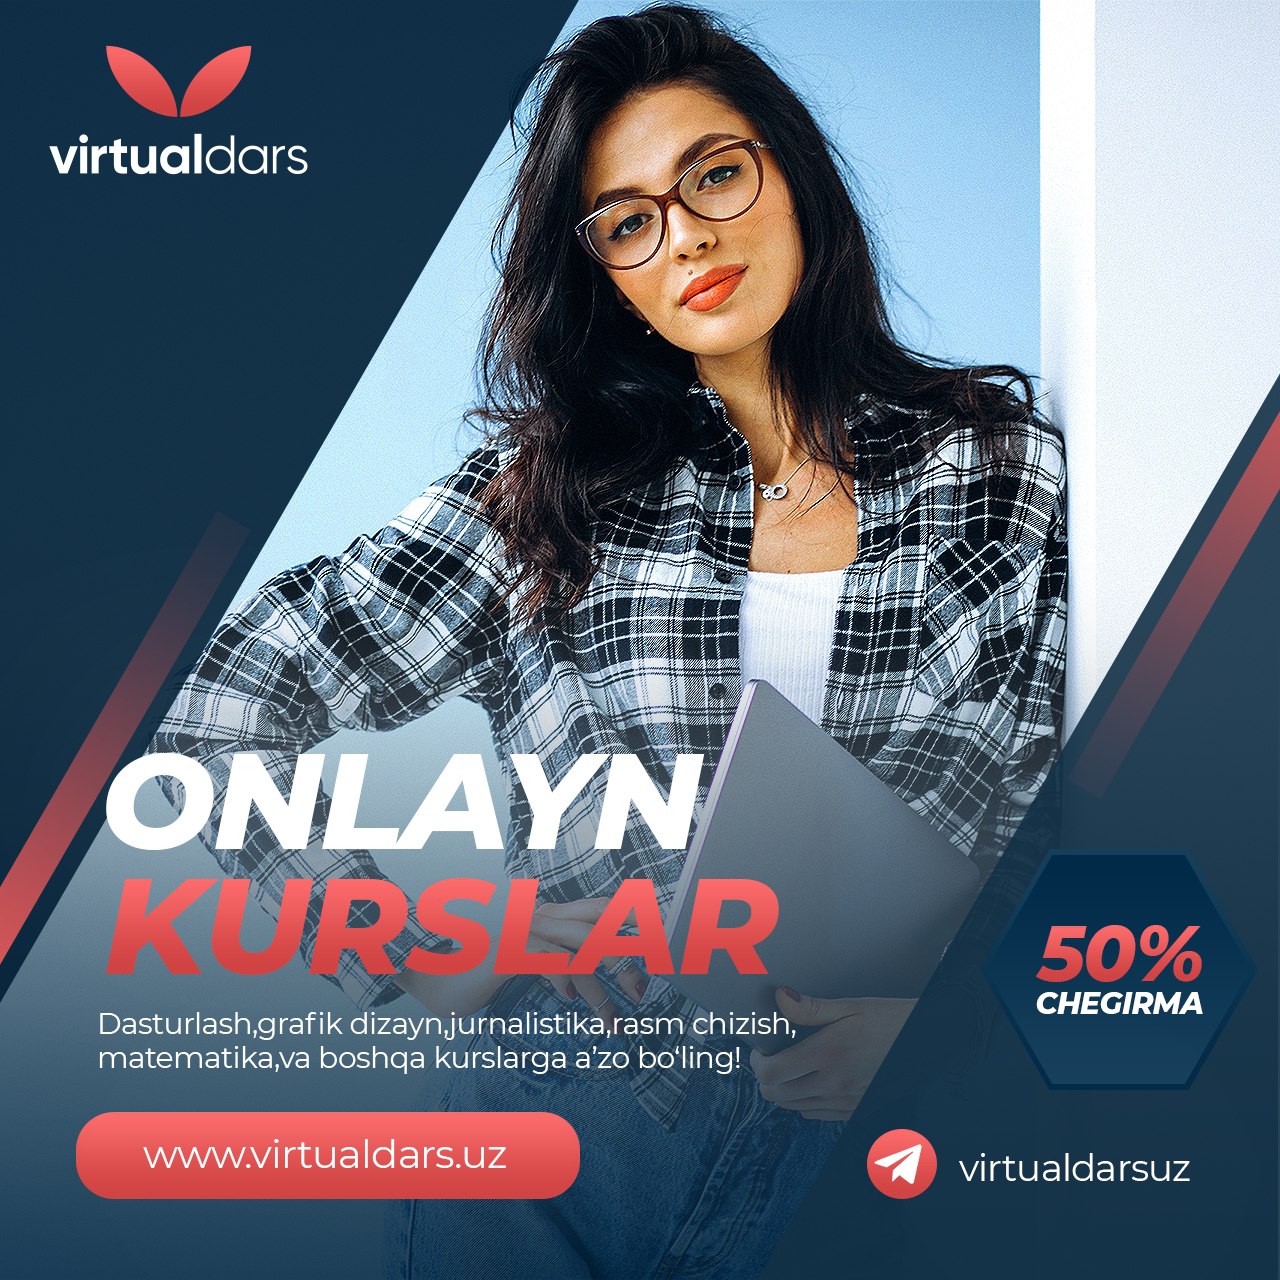 virtualdars
ONLAYN
KURSLAR
Dasturlash,grafik dizayn,jurnalistika,rasm chizish,
matematika,va boshqa kurslarga a’zo bo‘ling!
www.virtualdars.uz
50%
CHEGIRMA
virtualdarsuz